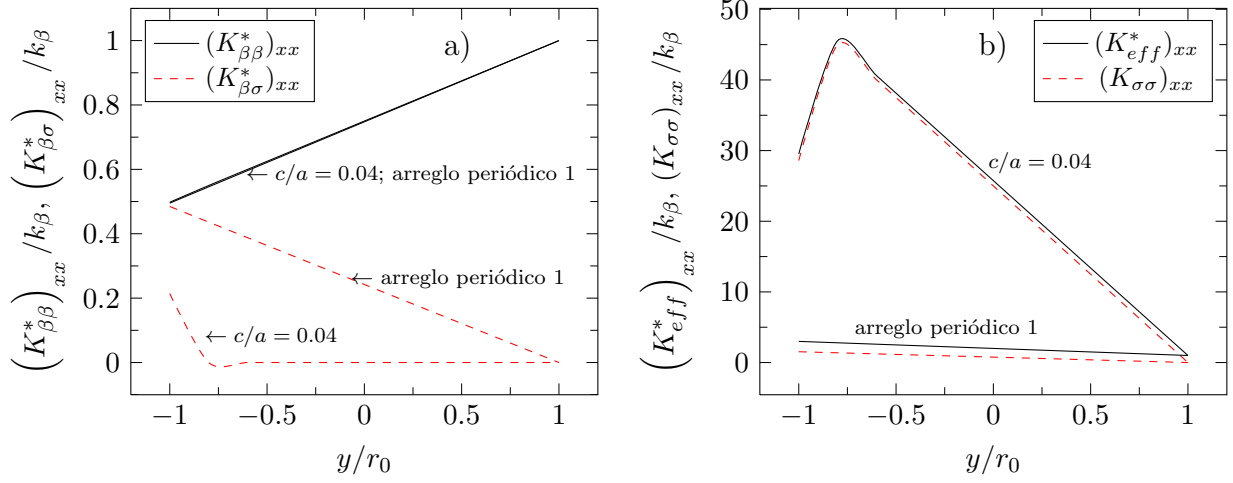 (K*ββ)xx
(K*βσ)xx
a)
1
0.8
0.6
0.4
0.2
0
← c/a = 0.04; arreglo periódico 1
← arreglo periódico 1
← c/a = 0.04
−1
−0.5
0
0.5
1
y/r0
(K*ββ)xx/kβ, (K*βσ)xx/kβ
(K*eff)xx
(Kσσ)xx
b)
50
40
30
20
10
0
c/a = 0.04
arreglo periódico 1
−1
−0.5
0
0.5
1
y/r0
(K*eff)xx/kβ, (Kσσ)xx/kβ